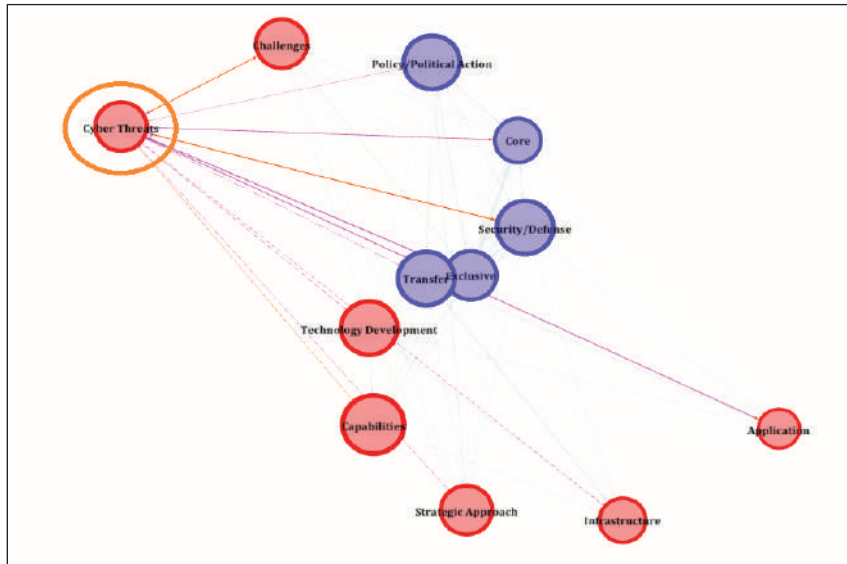 Challenges
Policy/Political Action
Cyber Threats
Core
Security/Defense
Transfer
Exclusive
Technology Development
Capabilities
Application
Strategic Approach
Infrastructure